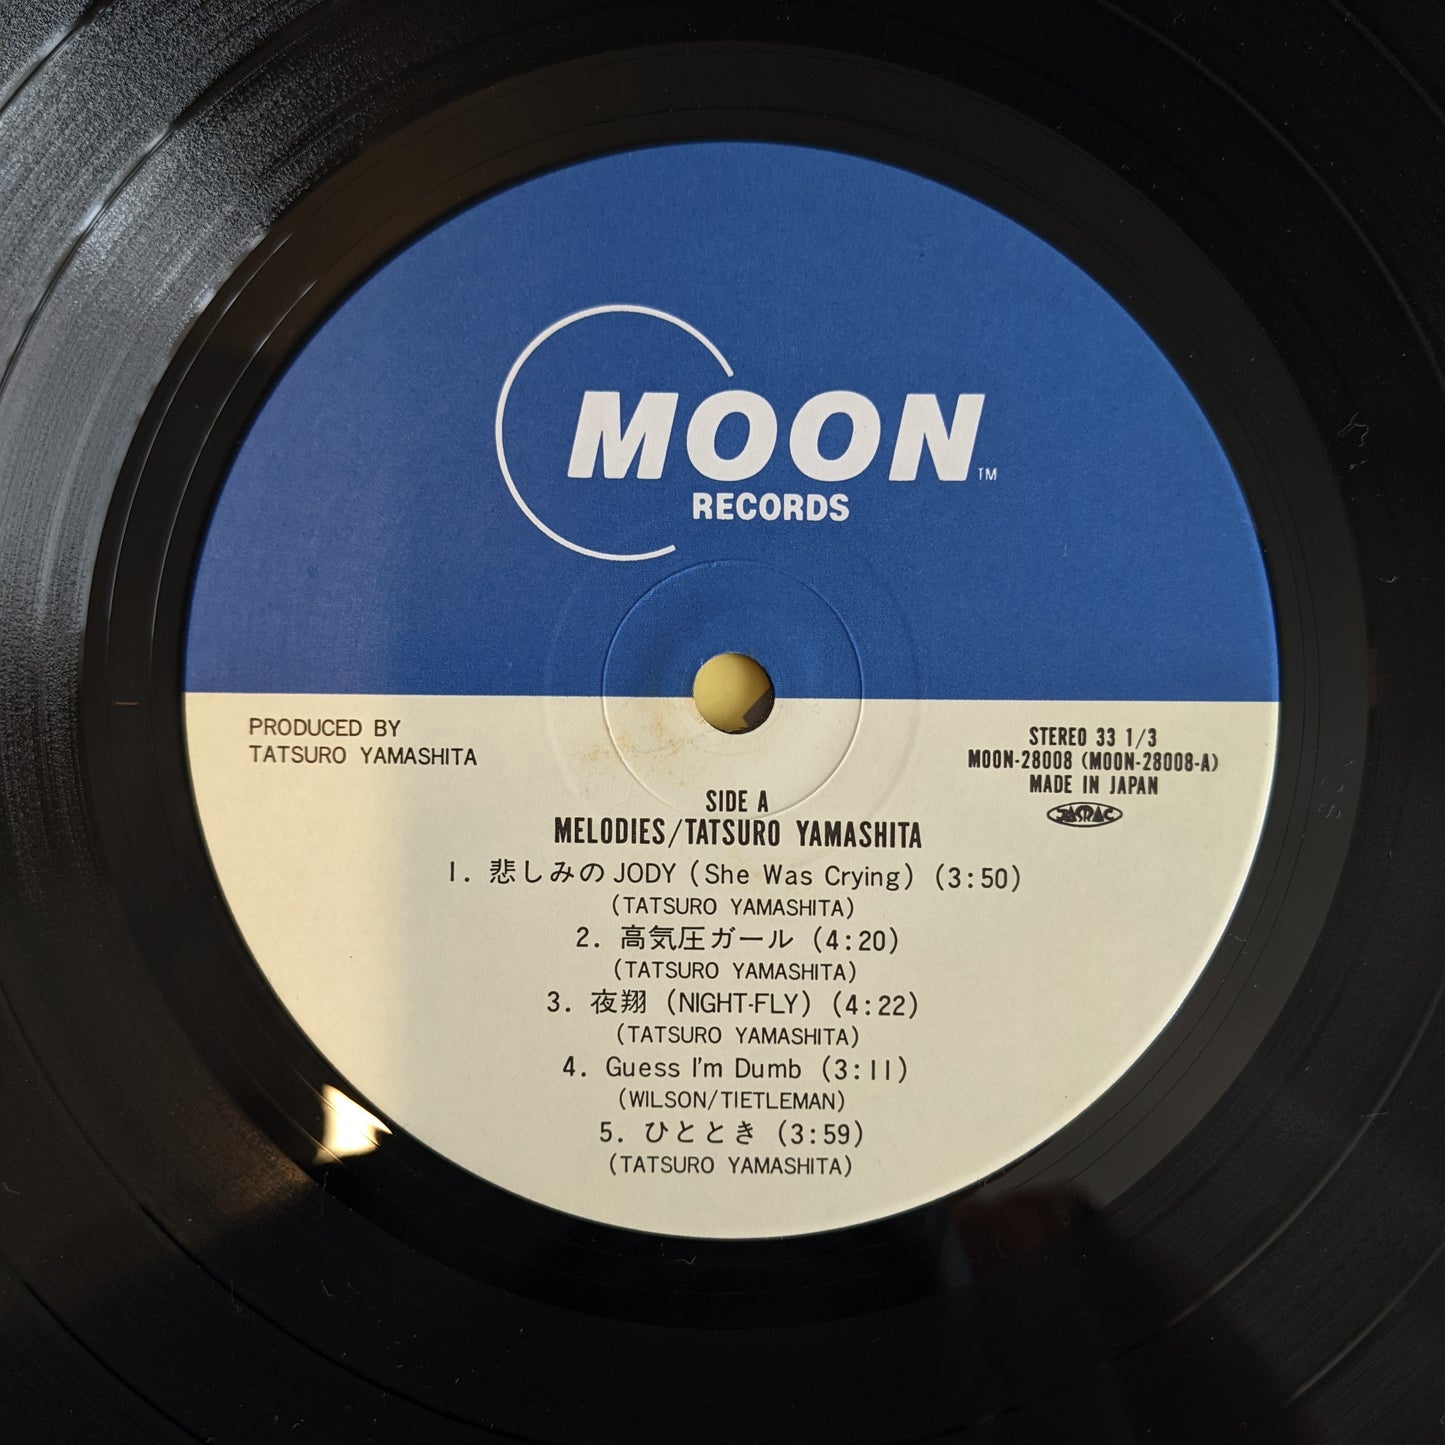 MOON™
RECORDS
PRODUCED BY
TATSURO YAMASHITA
STEREO 33 1/3
MOON-28008 (MOON-28008-A)
MADE IN JAPAN
JASRAC
SIDE A
MELODIES/TATSURO YAMASHITA
1. 悲しみのJODY (She Was Crying) (3:50)
(TATSURO YAMASHITA)
2. 高気圧ガール (4:20)
(TATSURO YAMASHITA)
3. 夜翔 (NIGHT-FLY) (4:22)
(TATSURO YAMASHITA)
4. Guess I'm Dumb (3:11)
(WILSON/TIETLEMAN)
5. ひととき (3:59)
(TATSURO YAMASHITA)